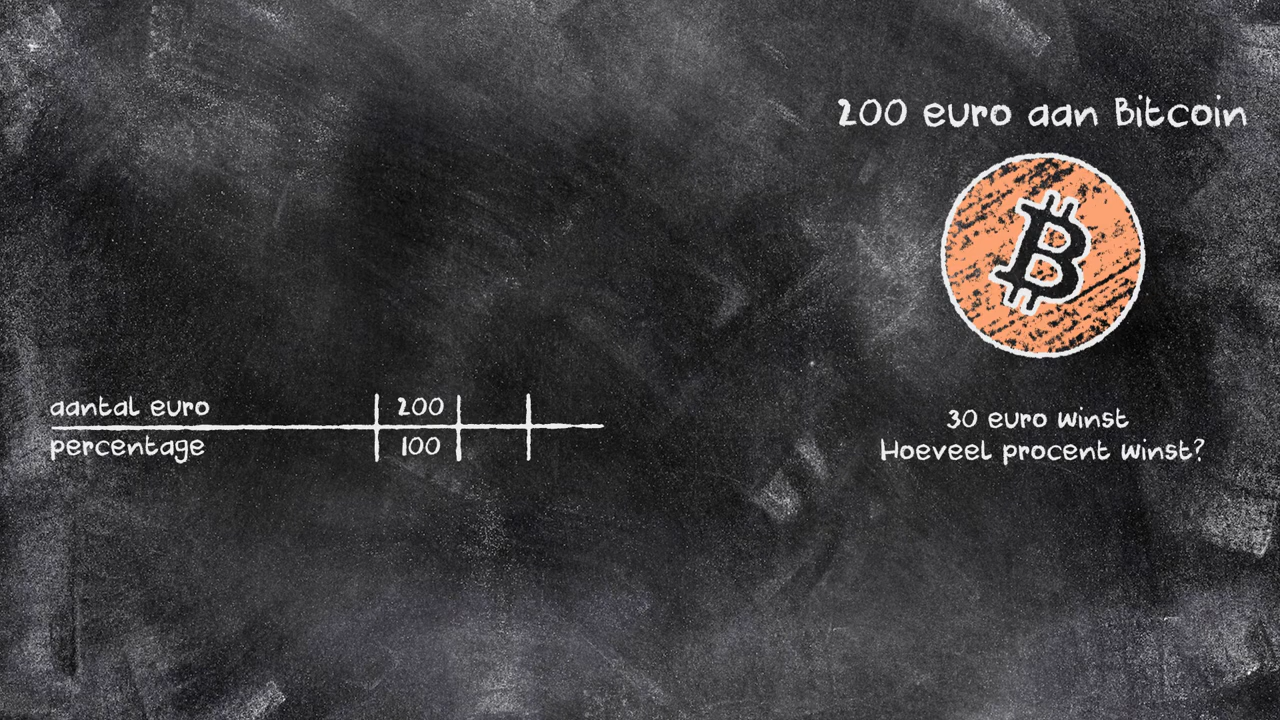 200 euro aan Bitcoin
aantal euro 200
percentage 100
30 euro winst
Hoeveel procent winst?